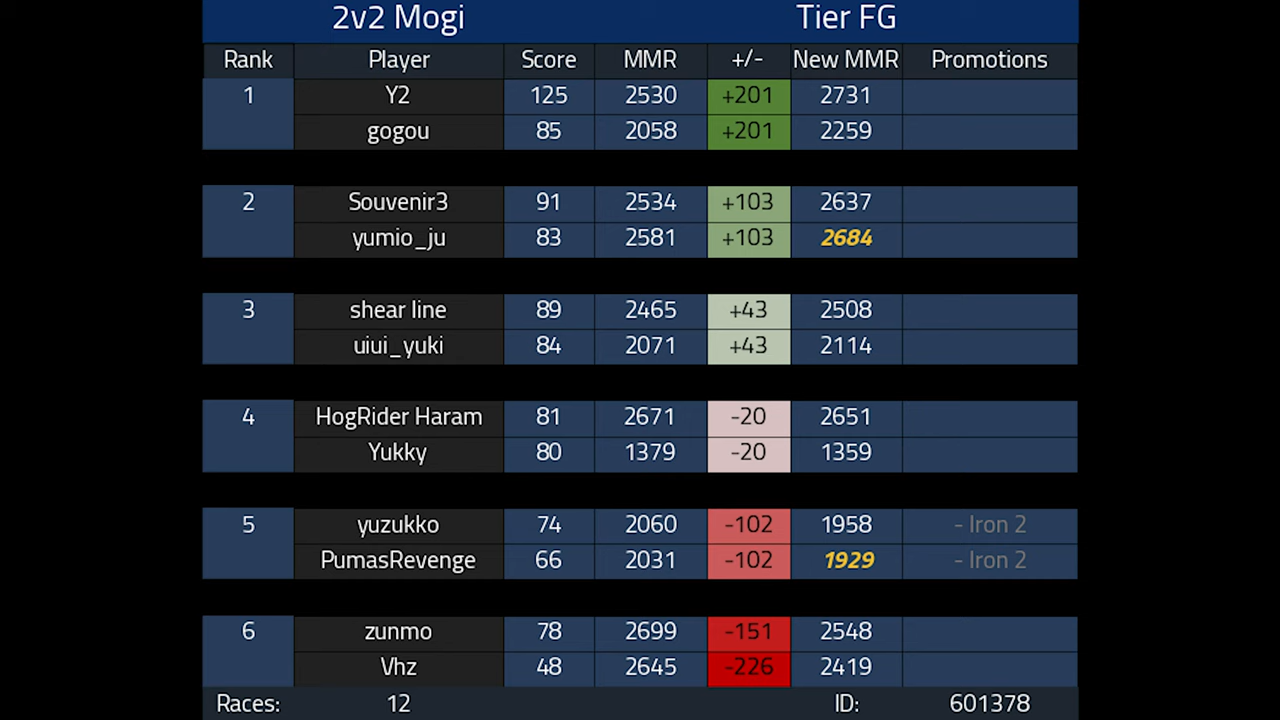 2v2 Mogi Tier FG
Rank Player Score MMR +/- New MMR Promotions
1 Y2 125 2530 +201 2731
gogou 85 2058 +201 2259
2 Souvenir3 91 2534 +103 2637
yumio_ju 83 2581 +103 2684
3 shear line 89 2465 +43 2508
uiui_yuki 84 2071 +43 2114
4 HogRider Haram 81 2671 -20 2651
Yukky 80 1379 -20 1359
5 yuzukko 74 2060 -102 1958 - Iron 2
PumasRevenge 66 2031 -102 1929 - Iron 2
6 zunmo 78 2699 -151 2548
Vhz 48 2645 -226 2419
Races: 12 ID: 601378